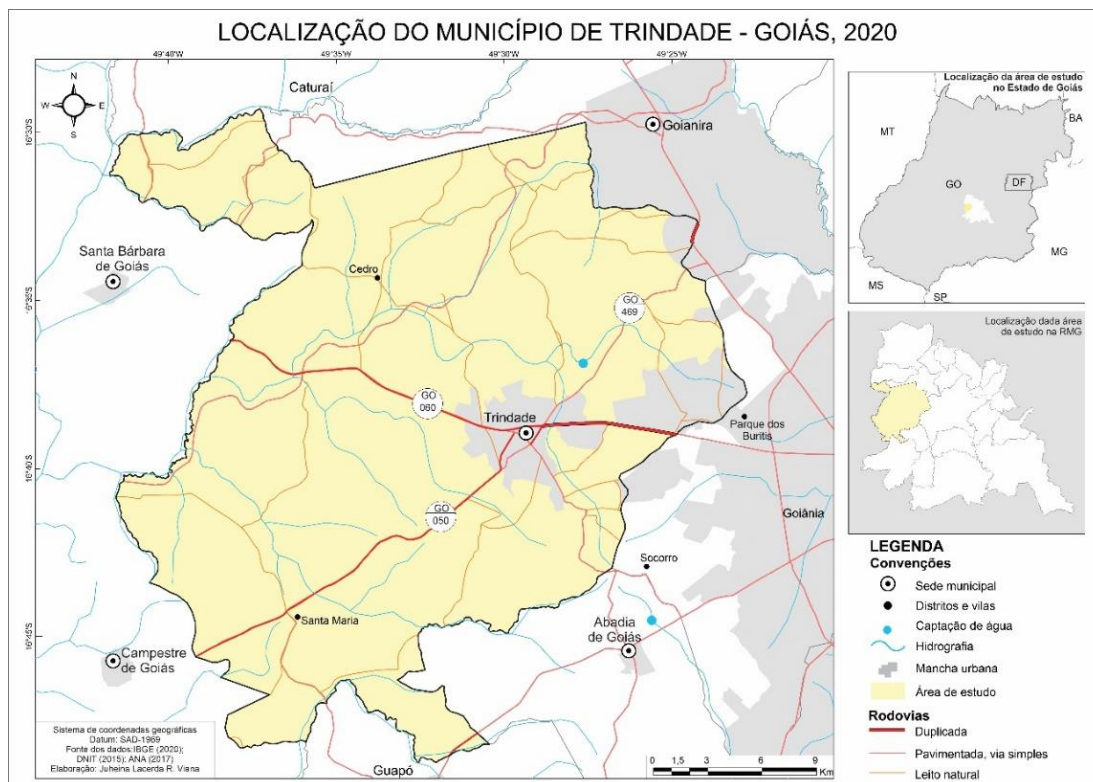 LOCALIZAÇÃO DO MUNICÍPIO DE TRINDADE - GOIÁS, 2020
49°40'W
49°35'W
49°30'W
49°25'W
N
W
E
S
16°35'S
16°40'S
16°45'S
Caturaí
Goianira
Santa Bárbara
de Goiás
Cedro
GO
469
GO
060
Trindade
Parque dos
Buritis
GO
050
Goiânia
Socorro
Santa Maria
Abadia
de Goiás
Campestre
de Goiás
Guapó
Sistema de coordenadas geográficas
Datum: SAD-1969
Fonte dos dados:IBGE (2020);
DNIT (2015); ANA (2017)
Elaboração: Juheina Lacerda R. Viana
0 1,5 3 6 9
Km
Localização da área de estudo
no Estado de Goiás
MT
BA
GO
DF
MG
MS
SP
Localização dada área
de estudo na RMG
LEGENDA
Convenções
Sede municipal
Distritos e vilas
Captação de água
Hidrografia
Mancha urbana
Área de estudo
Rodovias
Duplicada
Pavimentada, via simples
Leito natural